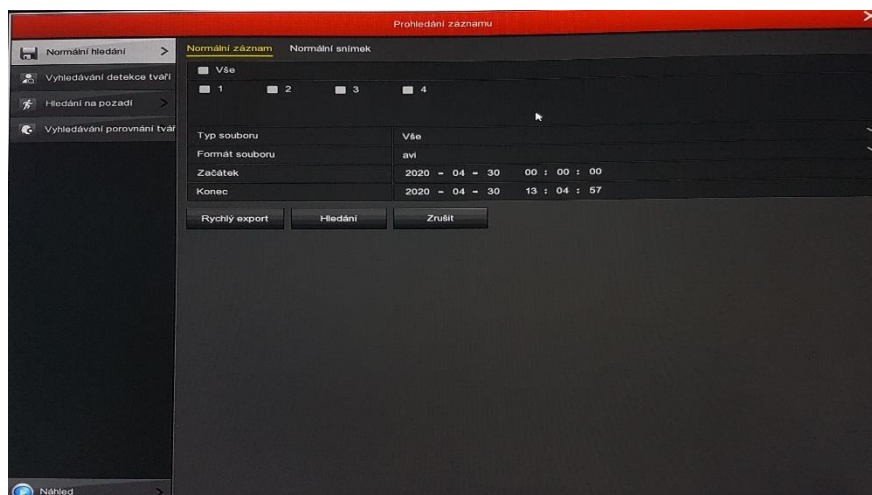 Prohledání záznamu
Normální hledání
Vyhledávání detekce tváří
Hledání na pozadí
Vyhledávání porovnání tvář
Normální záznam Normální snímek
Vše
1 2 3 4
Typ souboru Vše
Formát souboru avi
Začátek 2020 - 04 - 30 00 : 00 : 00
Konec 2020 - 04 - 30 13 : 04 : 57
Rychlý export Hledání Zrušit
Náhled